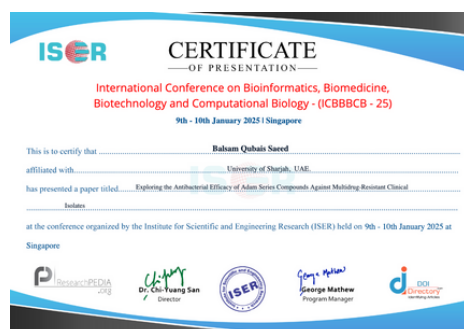 ISER
CERTIFICATE
OF PRESENTATION
International Conference on Bioinformatics, Biomedicine,
Biotechnology and Computational Biology - (ICBBBCB - 25)
9th - 10th January 2025 | Singapore
This is to certify that Balsam Qubais Saeed
affiliated with University of Sharjah, UAE.
has presented a paper titled Exploring the Antibacterial Efficacy of Adam Series Compounds Against Multidrug-Resistant Clinical
Isolates
at the conference organized by the Institute for Scientific and Engineering Research (ISER) held on 9th - 10th January 2025 at
Singapore
ResearchPEDIA
.org
Dr. Chi-Yuang San
Director
ISER
George Mathew
George Mathew
Program Manager
DOI
Directory